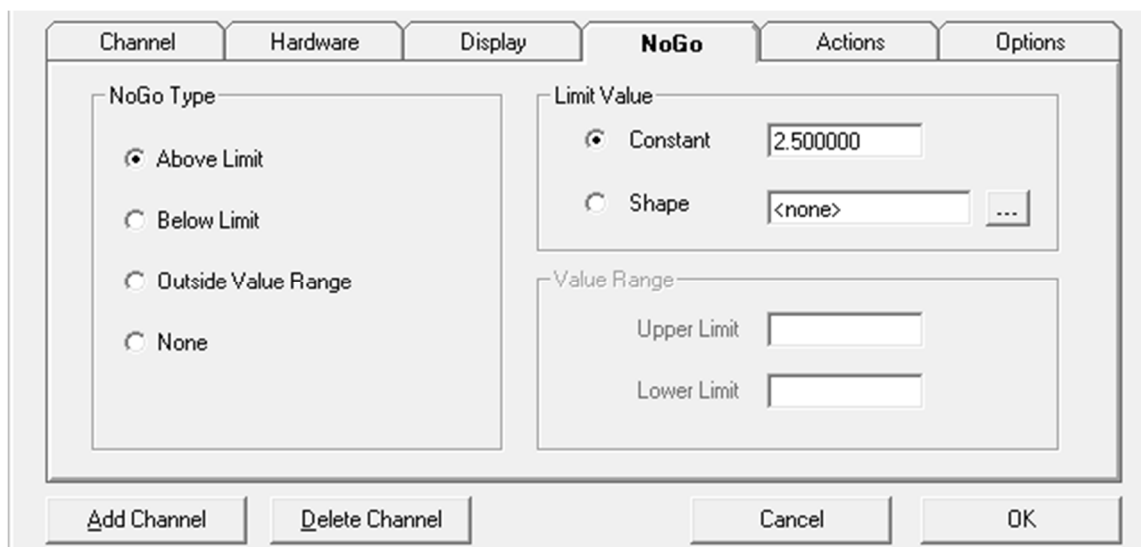 Channel Hardware Display NoGo Actions Options
NoGo Type
Above Limit
Below Limit
Outside Value Range
None
Limit Value
Constant 2.500000
Shape <none> ...
Value Range
Upper Limit
Lower Limit
Add Channel Delete Channel Cancel OK